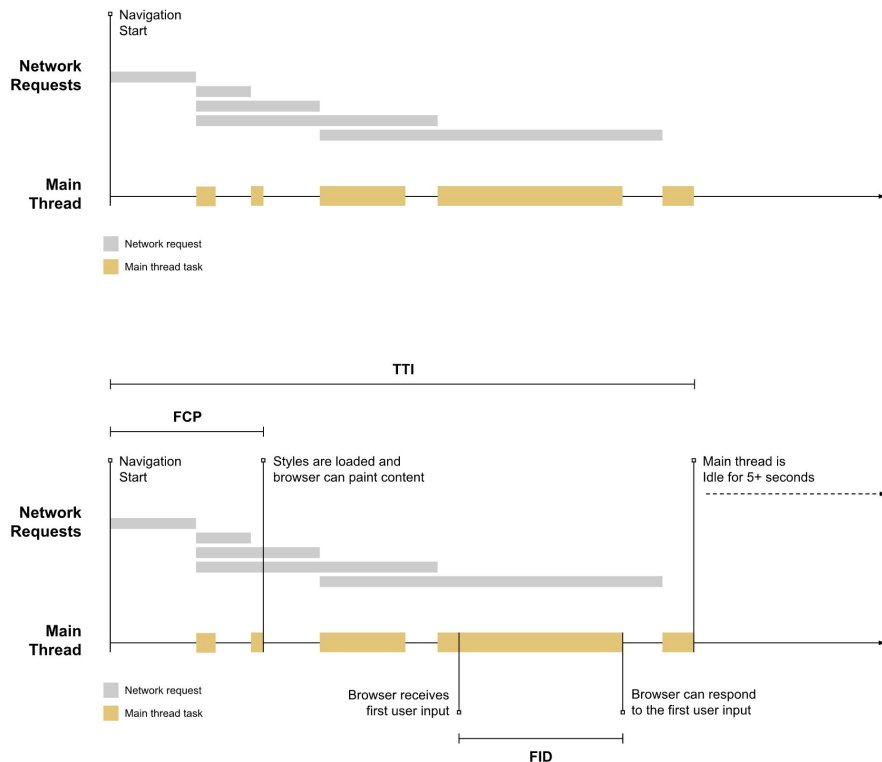 Navigation
Start
Network
Requests
Main
Thread
Network request
Main thread task
TTI
FCP
Navigation
Start
Styles are loaded and
browser can paint content
Main thread is
Idle for 5+ seconds
Network
Requests
Main
Thread
Network request
Main thread task
Browser receives
first user input
Browser can respond
to the first user input
FID